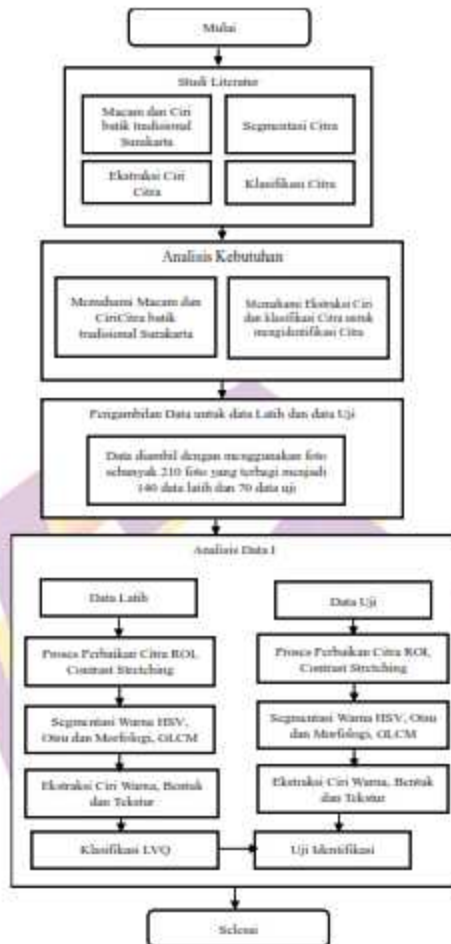 Mulai
Studi Literatur
Macam dan Ciri
batik tradisional
Surakarta
Segmentasi Citra
Ekstraksi Ciri
Citra
Klasifikasi Citra
Analisis Kebutuhan
Memahami Macam dan
CiriCitra batik
tradisional Surakarta
Memahami Ekstraksi Ciri
dan klasifikasi Citra untuk
mengidentifikasi Citra
Pengambilan Data untuk data Latih dan data Uji
Data diambil dengan menggunakan foto
sebanyak 210 foto yang terbagi menjadi
140 data latih dan 70 data uji
Analisis Data I
Data Latih
Proses Perbaikan Citra ROI,
Contrast Stretching
Segmentasi Warna HSV,
Otsu dan Morfologi, GLCM
Ekstraksi Ciri Warna, Bentuk
dan Tekstur
Klasifikasi LVQ
Data Uji
Proses Perbaikan Citra ROI,
Contrast Stretching
Segmentasi Warna HSV, Otsu
dan Morfologi, GLCM
Ekstraksi Ciri Warna, Bentuk
dan Tekstur
Uji Identifikasi
Selesai